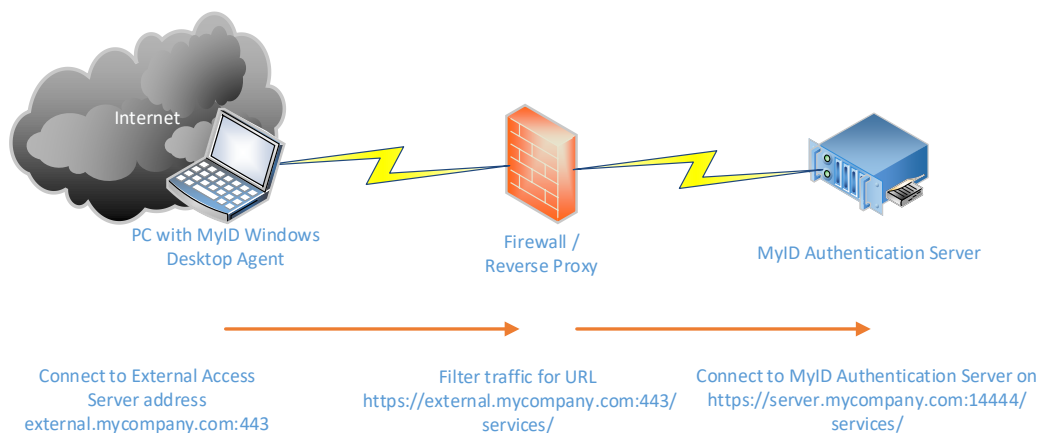 Internet
PC with MyID Windows
Desktop Agent
Firewall /
Reverse Proxy
MyID Authentication Server
Connect to External Access
Server address
external.mycompany.com:443
Filter traffic for URL
https://external.mycompany.com:443/
services/
Connect to MyID Authentication Server on
https://server.mycompany.com:14444/
services/